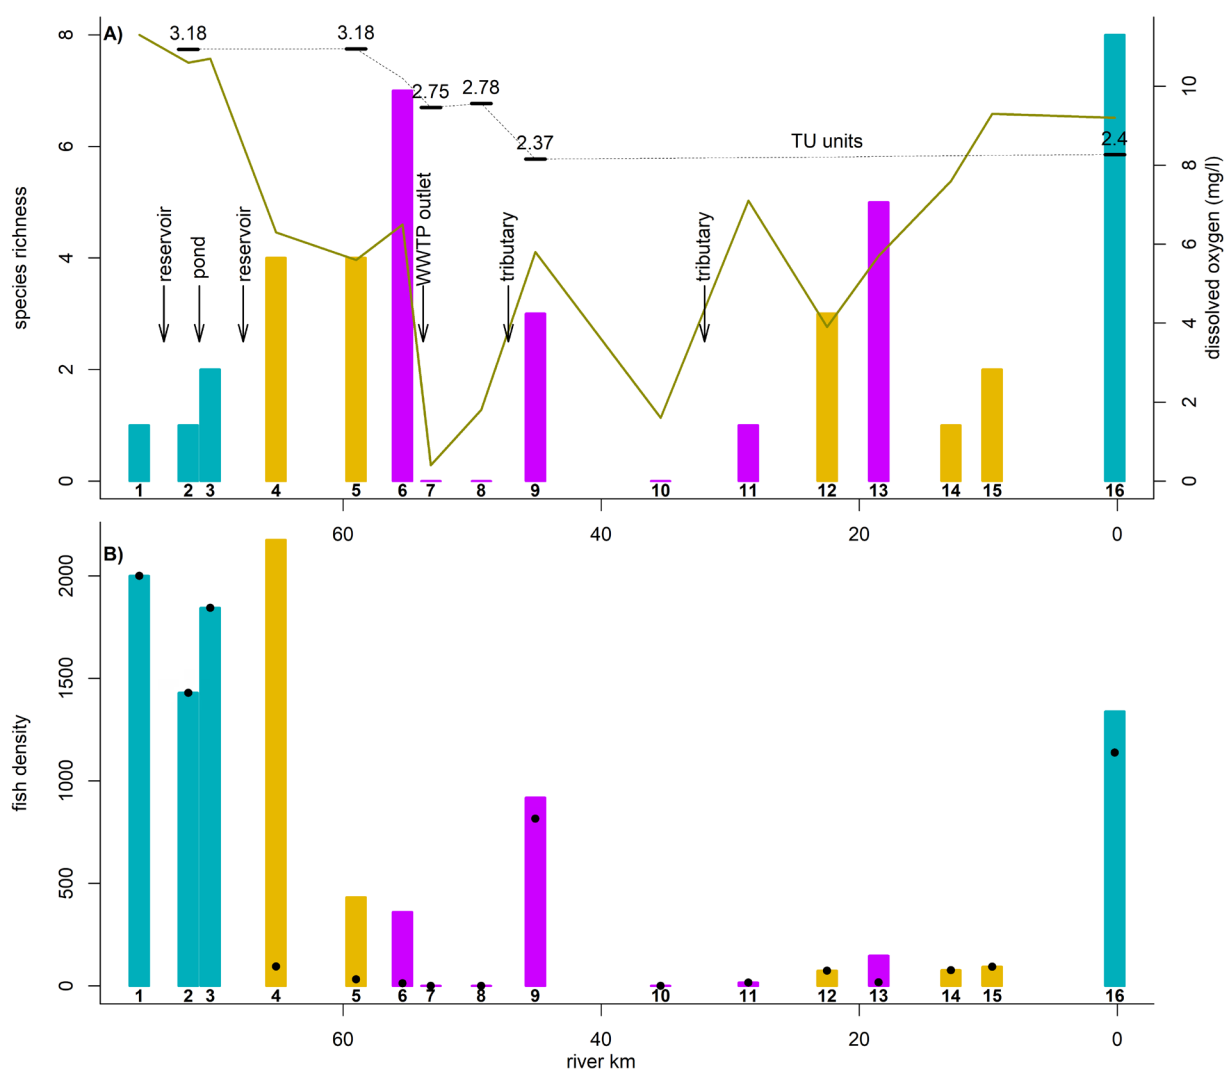 A)
3.18
3.18
2.75
2.78
2.37
TU units
2.4
8
6
4
2
0
species richness
10
8
6
4
2
0
dissolved oxygen (mg/l)
reservoir
pond
reservoir
WWTP outlet
tributary
tributary
1 2 3 4 5 6 7 8 9 10 11 12 13 14 15 16
60 40 20 0
B)
2000
1500
1000
500
0
fish density
1 2 3 4 5 6 7 8 9 10 11 12 13 14 15 16
60 40 20 0
river km